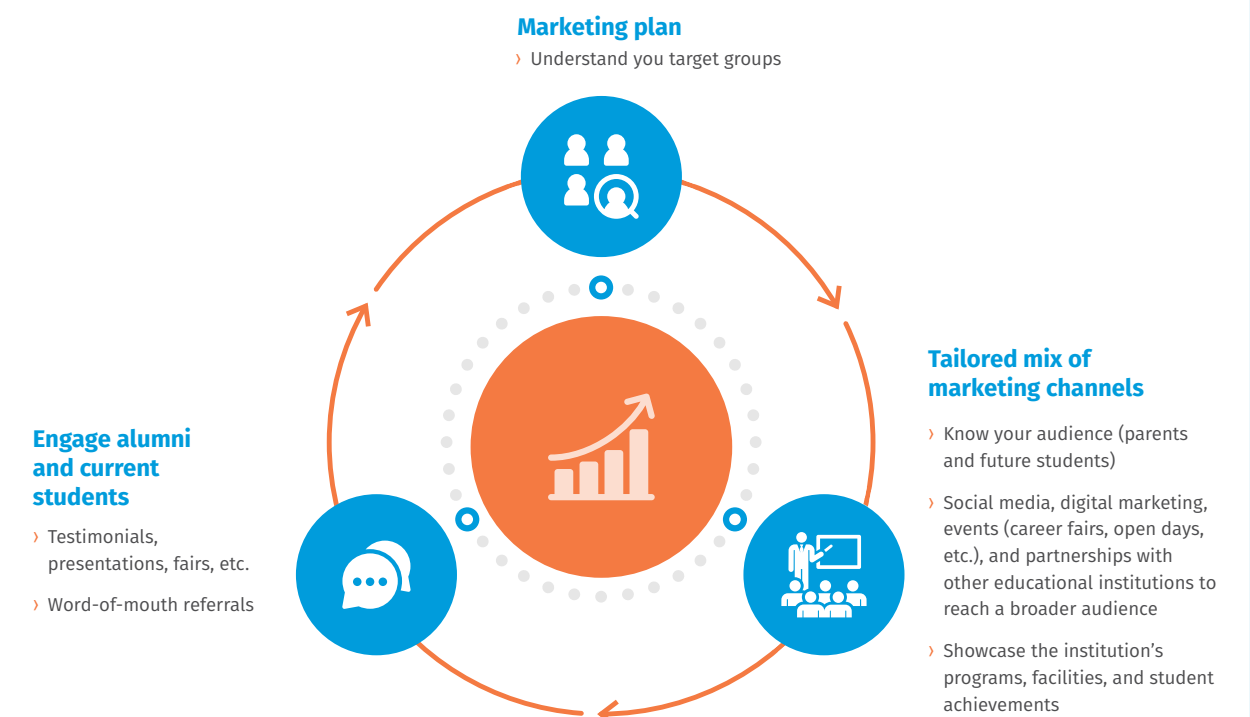 Marketing plan
› Understand you target groups
Tailored mix of
marketing channels
› Know your audience (parents
and future students)
› Social media, digital marketing,
events (career fairs, open days,
etc.), and partnerships with
other educational institutions to
reach a broader audience
› Showcase the institution’s
programs, facilities, and student
achievements
Engage alumni
and current
students
› Testimonials,
presentations, fairs, etc.
› Word-of-mouth referrals